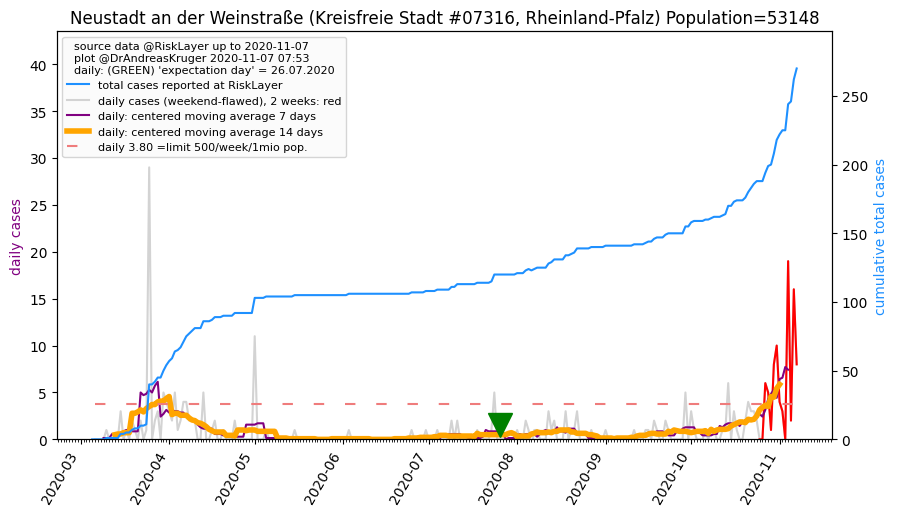 Neustadt an der Weinstraße (Kreisfreie Stadt #07316, Rheinland-Pfalz) Population=53148
source data @RiskLayer up to 2020-11-07
plot @DrAndreasKruger 2020-11-07 07:53
daily: (GREEN) 'expectation day' = 26.07.2020
total cases reported at RiskLayer
daily cases (weekend-flawed), 2 weeks: red
daily: centered moving average 7 days
daily: centered moving average 14 days
daily 3.80 =limit 500/week/1mio pop.
daily cases
40
35
30
25
20
15
10
5
0
cumulative total cases
250
200
150
100
50
0
2020-03
2020-04
2020-05
2020-06
2020-07
2020-08
2020-09
2020-10
2020-11